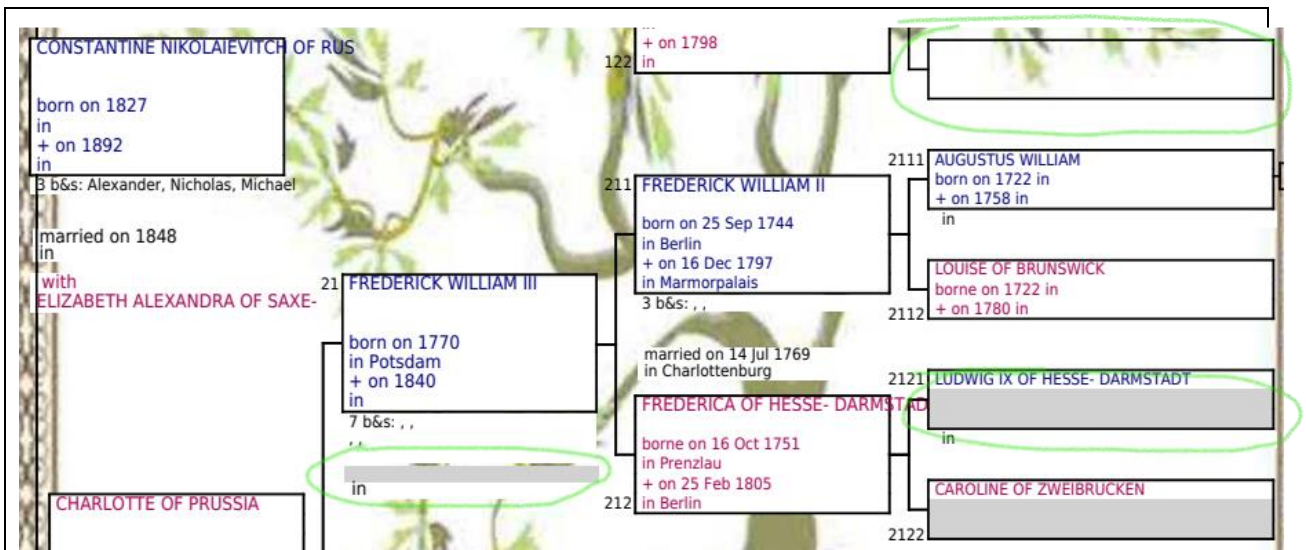 CONSTANTINE NIKOLAIEVITCH OF RUS
born on 1827
in
+ on 1892
in
3 b&s: Alexander, Nicholas, Michael
married on 1848
in
with
ELIZABETH ALEXANDRA OF SAXE-
CHARLOTTE OF PRUSSIA
21 FREDERICK WILLIAM III
born on 1770
in Potsdam
+ on 1840
in
7 b&s: , ,
, ,
in
+ on 1798
122 in
211 FREDERICK WILLIAM II
born on 25 Sep 1744
in Berlin
+ on 16 Dec 1797
in Marmorpalais
3 b&s: , ,
married on 14 Jul 1769
in Charlottenburg
FREDERICA OF HESSE- DARMSTAD
borne on 16 Oct 1751
in Prenzlau
+ on 25 Feb 1805
212 in Berlin
2111 AUGUSTUS WILLIAM
born on 1722 in
+ on 1758 in
in
LOUISE OF BRUNSWICK
borne on 1722 in
2112 + on 1780 in
2121 LUDWIG IX OF HESSE- DARMSTADT
in
CAROLINE OF ZWEIBRUCKEN
2122